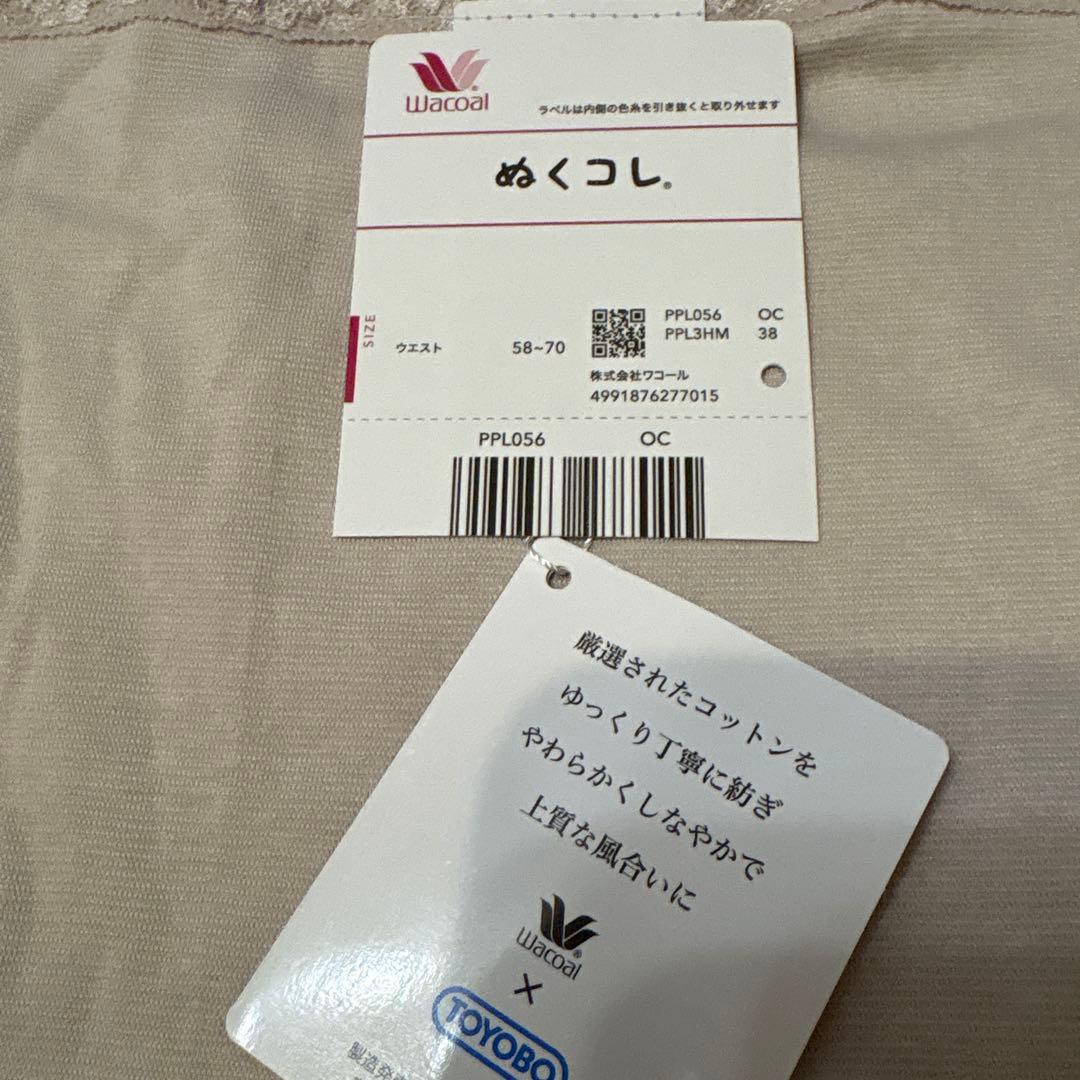 Wacoal
ラベルは内側の色糸を引き抜くと取り外せます
ぬくコレ®
SIZE
ウエスト 58~70
PPL056 OC
PPL3HM 38
株式会社ワコール
4991876277015
PPL056 OC
厳選されたコットンを
ゆっくり丁寧に紡ぎ
やわらかくしなやかで
上質な風合いに
Wacoal®
×
TOYOBO
製造発売